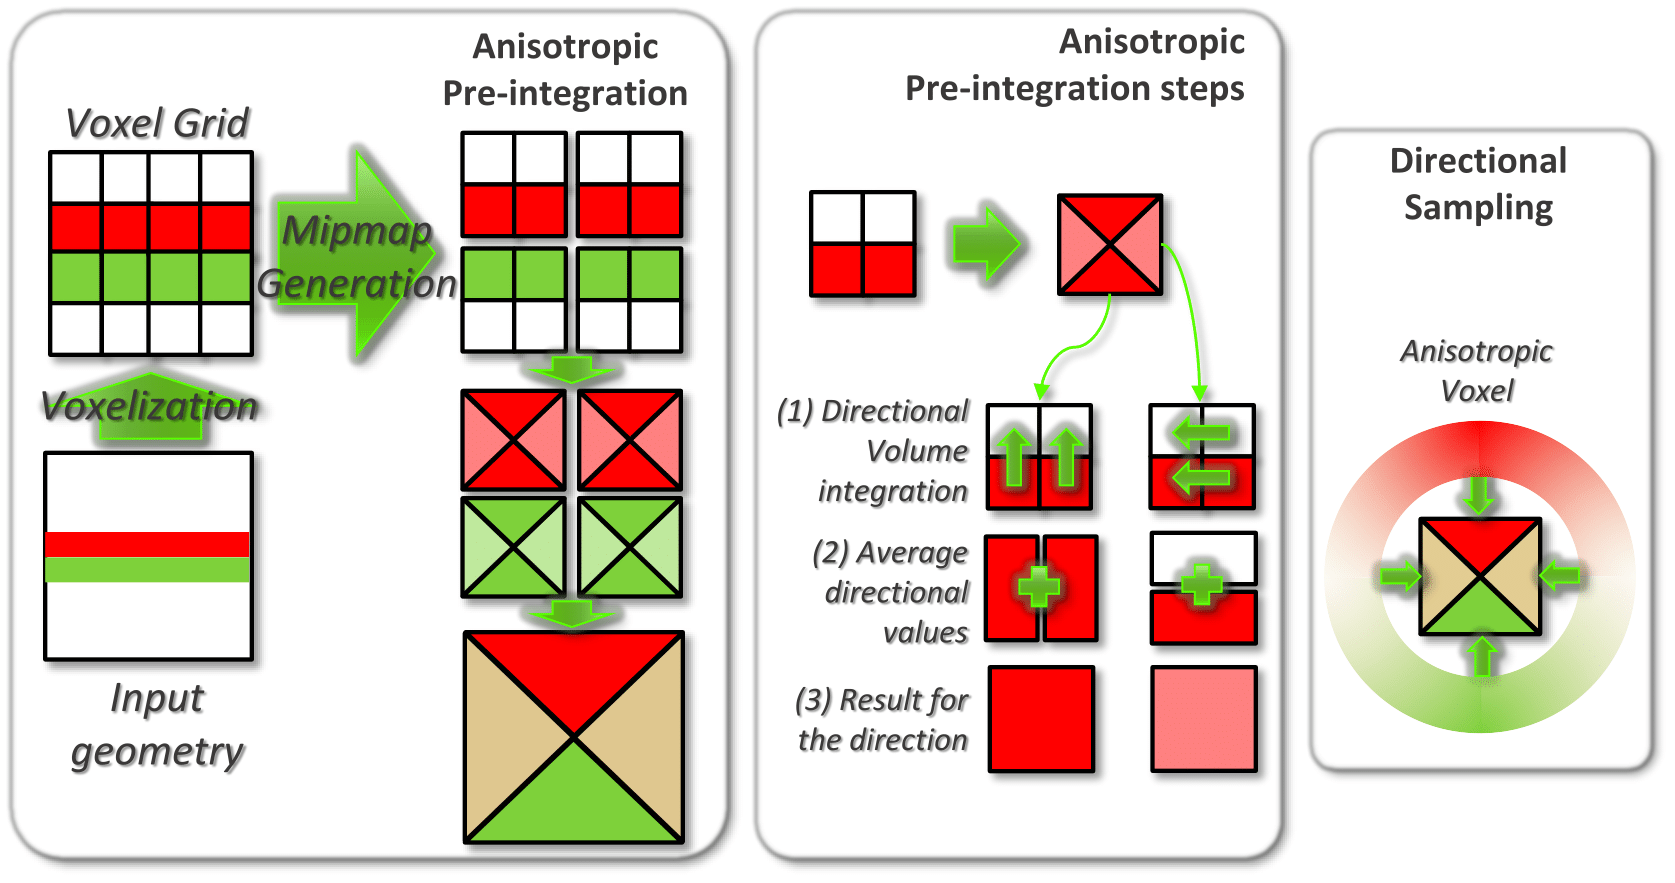 Anisotropic
Pre-integration
Voxel Grid
Mipmap
Generation
Voxelization
Input
geometry
Anisotropic
Pre-integration steps
(1) Directional
Volume
integration
(2) Average
directional
values
(3) Result for
the direction
Directional
Sampling
Anisotropic
Voxel